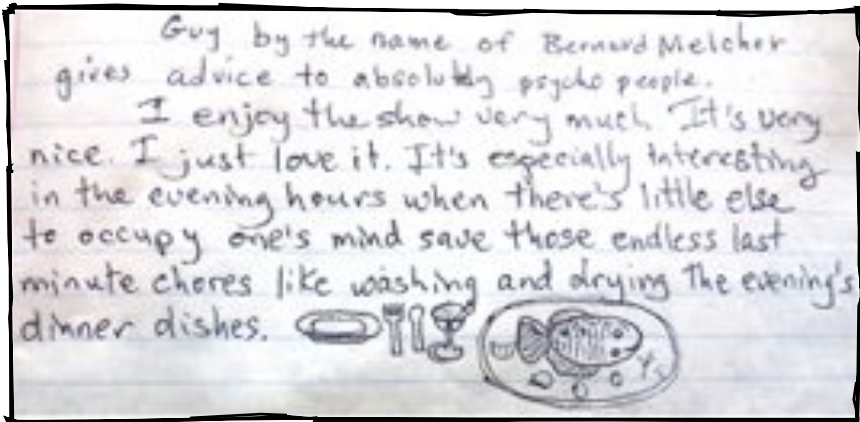 Guy by the name of Bernard Melcher
gives advice to absolutely psycho people.
I enjoy the show very much. It's very
nice. I just love it. It's especially interesting
in the evening hours when there's little else
to occupy one's mind save those endless last
minute chores like washing and drying the evening's
dinner dishes.